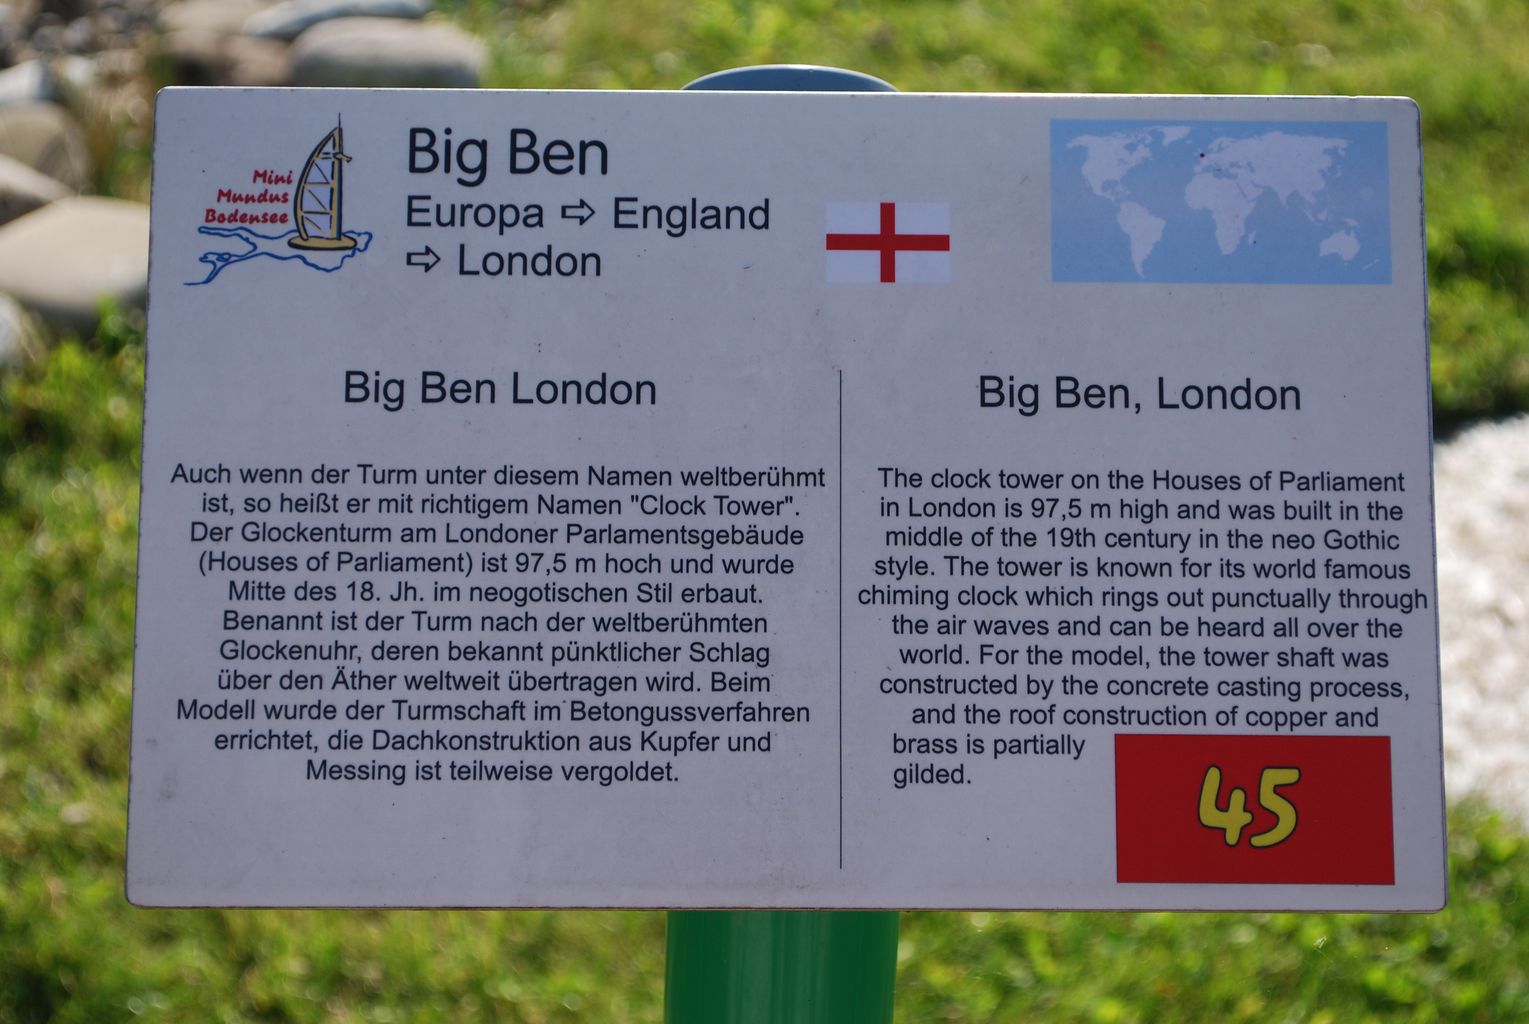 Mini
Mundus
Bodensee
Big Ben
Europa ⇨ England
⇨ London
Big Ben London
Auch wenn der Turm unter diesem Namen weltberühmt
ist, so heißt er mit richtigem Namen "Clock Tower".
Der Glockenturm am Londoner Parlamentsgebäude
(Houses of Parliament) ist 97,5 m hoch und wurde
Mitte des 18. Jh. im neogotischen Stil erbaut.
Benannt ist der Turm nach der weltberühmten
Glockenuhr, deren bekannt pünktlicher Schlag
über den Äther weltweit übertragen wird. Beim
Modell wurde der Turmschaft im Betongussverfahren
errichtet, die Dachkonstruktion aus Kupfer und
Messing ist teilweise vergoldet.
Big Ben, London
The clock tower on the Houses of Parliament
in London is 97,5 m high and was built in the
middle of the 19th century in the neo Gothic
style. The tower is known for its world famous
chiming clock which rings out punctually through
the air waves and can be heard all over the
world. For the model, the tower shaft was
constructed by the concrete casting process,
and the roof construction of copper and
brass is partially
gilded.
45